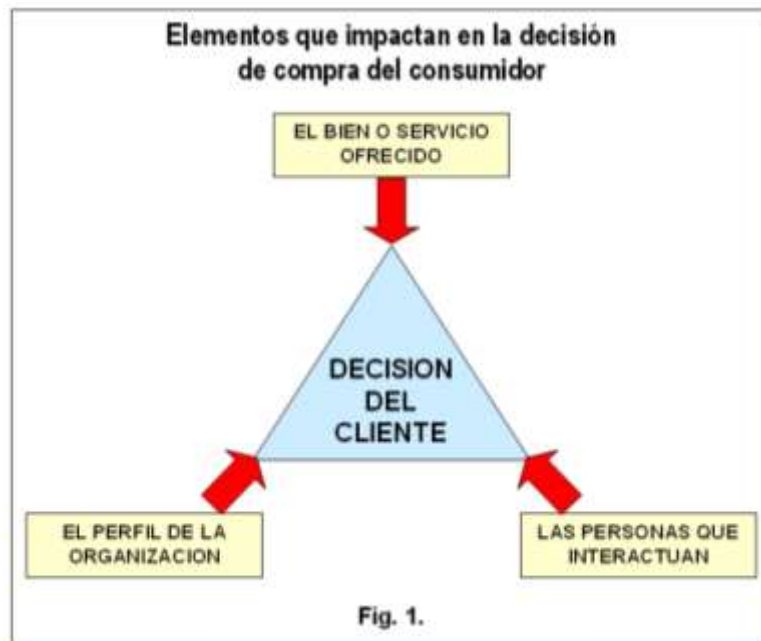 Elementos que impactan en la decisión
de compra del consumidor
EL BIEN O SERVICIO
OFRECIDO
DECISION
DEL
CLIENTE
EL PERFIL DE LA
ORGANIZACION
LAS PERSONAS QUE
INTERACTUAN
Fig. 1.